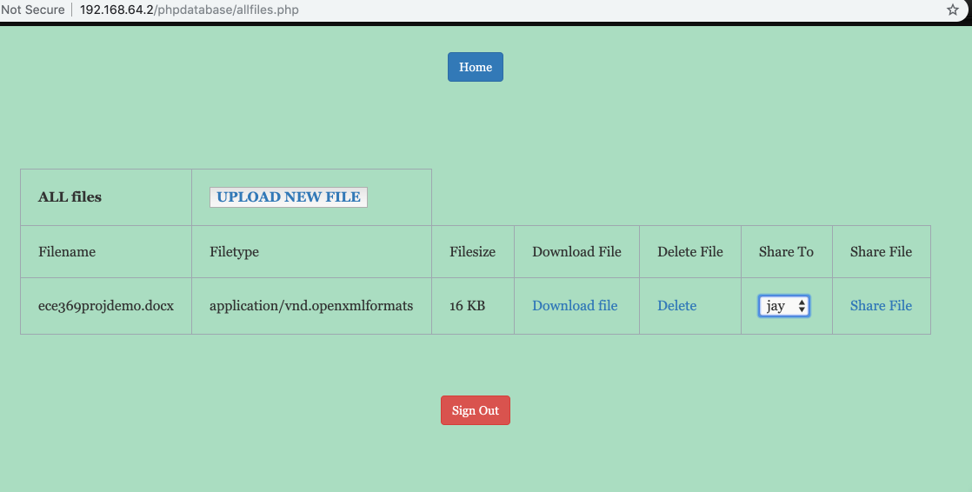 Not Secure 192.168.64.2/phpdatabase/allfiles.php
Home
ALL files UPLOAD NEW FILE
Filename Filetype Filesize Download File Delete File Share To Share File
ece369projdemo.docx application/vnd.openxmlformats 16 KB Download file Delete jay Share File
Sign Out